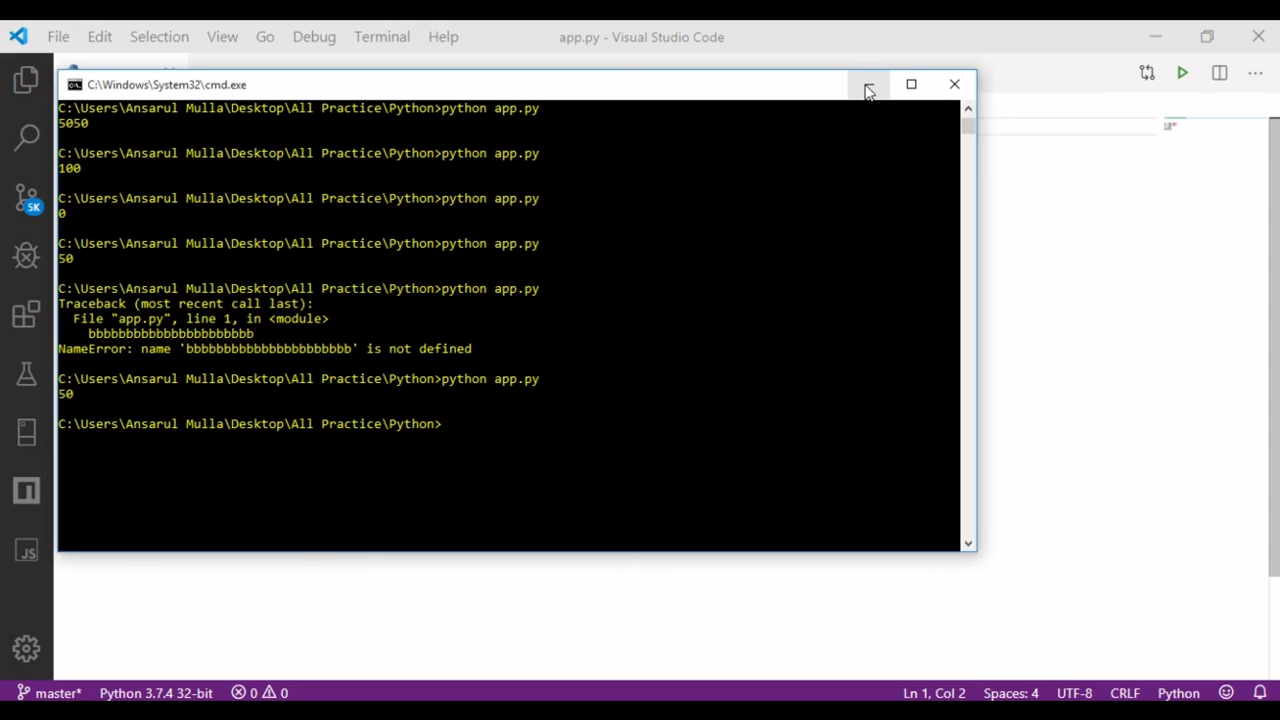 File Edit Selection View Go Debug Terminal Help app.py - Visual Studio Code
C:\Windows\System32\cmd.exe
C:\Users\Ansarul Mulla\Desktop\All Practice\Python>python app.py
5050
C:\Users\Ansarul Mulla\Desktop\All Practice\Python>python app.py
100
C:\Users\Ansarul Mulla\Desktop\All Practice\Python>python app.py
0
C:\Users\Ansarul Mulla\Desktop\All Practice\Python>python app.py
50
C:\Users\Ansarul Mulla\Desktop\All Practice\Python>python app.py
Traceback (most recent call last):
File "app.py", line 1, in <module>
bbbbbbbbbbbbbbbbbbbbbb
NameError: name 'bbbbbbbbbbbbbbbbbbbbbb' is not defined
C:\Users\Ansarul Mulla\Desktop\All Practice\Python>python app.py
50
C:\Users\Ansarul Mulla\Desktop\All Practice\Python>
5K
JS
master* Python 3.7.4 32-bit 0 0 Ln 1, Col 2 Spaces: 4 UTF-8 CRLF Python